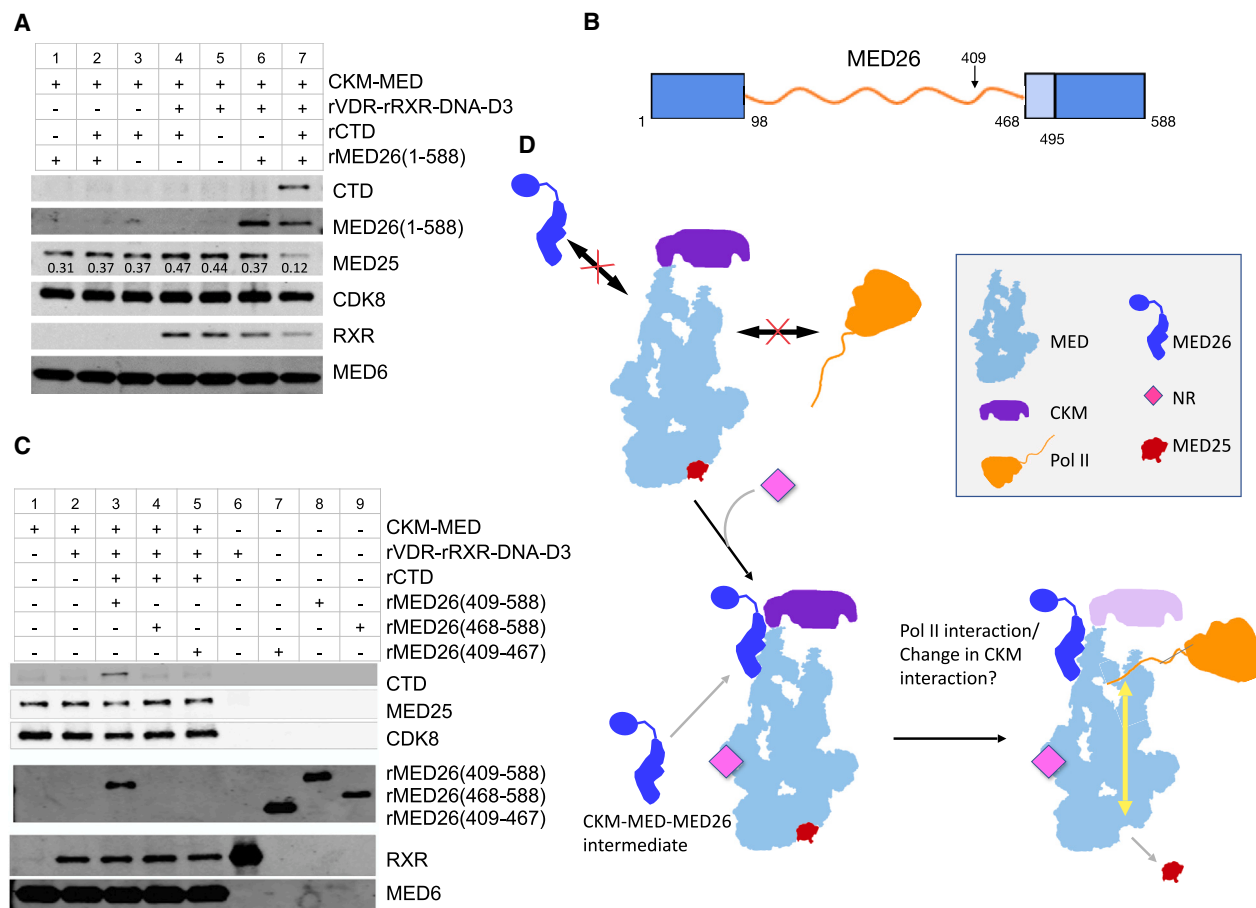 A
1 2 3 4 5 6 7
+ + + + + + + CKM-MED
- - - + + + + rVDR-rRXR-DNA-D3
- + + + - - + rCTD
+ + - - - + + rMED26(1-588)
CTD
MED26(1-588)
MED25
0.31 0.37 0.37 0.47 0.44 0.37 0.12
CDK8
RXR
MED6
B
MED26
409
1 98 468 495 588
C
1 2 3 4 5 6 7 8 9
+ + + + + - - - - CKM-MED
- + + + + + - - - rVDR-rRXR-DNA-D3
- - + + + - - - - rCTD
- - + - - - - + - rMED26(409-588)
- - - + - - - - + rMED26(468-588)
- - - - + - + - - rMED26(409-467)
CTD
MED25
CDK8
rMED26(409-588)
rMED26(468-588)
rMED26(409-467)
RXR
MED6
D
MED
CKM
Pol II
MED26
NR
MED25
CKM-MED-MED26
intermediate
Pol II interaction/
Change in CKM
interaction?